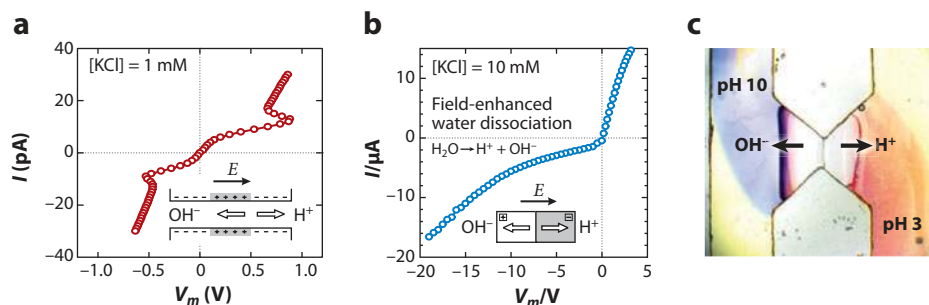 a
[KCl] = 1 mM
I (pA)
40
20
0
−20
−40
−1.0
−0.5
0
0.5
1.0
V_m (V)
E
+ + + +
OH⁻
H⁺
+ + + +
b
[KCl] = 10 mM
Field-enhanced
water dissociation
H₂O→H⁺ + OH⁻
I/μA
10
0
−10
−20
−20
−15
−10
−5
0
5
V_m/V
E
+
−
OH⁻
H⁺
c
pH 10
OH⁻
H⁺
pH 3